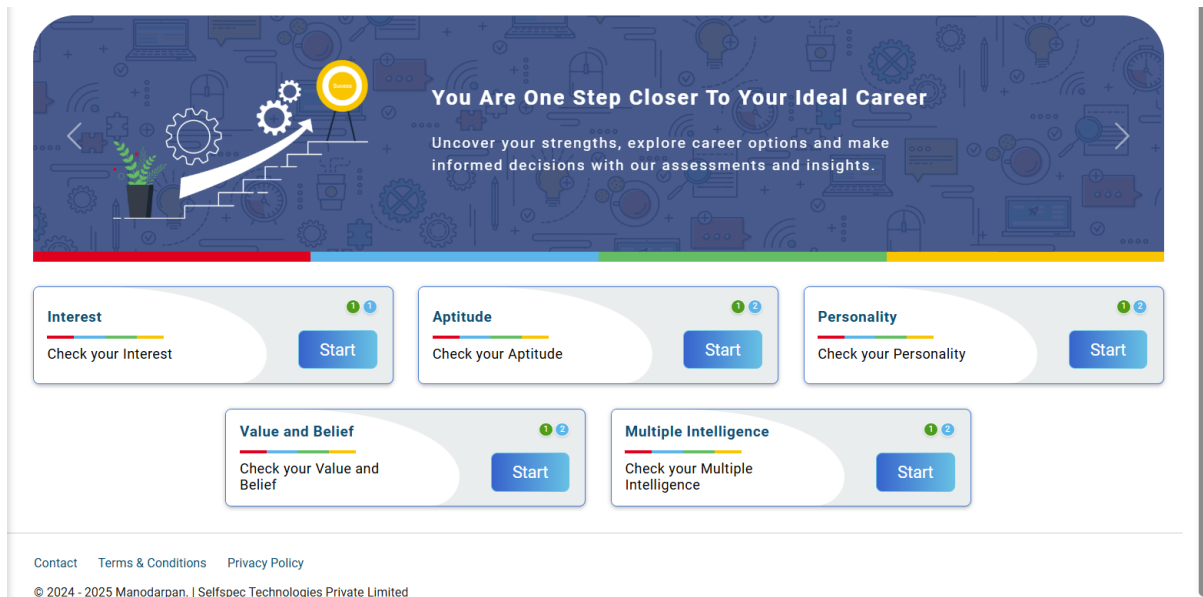 Success
You Are One Step Closer To Your Ideal Career
Uncover your strengths, explore career options and make
informed decisions with our assessments and insights.
Interest
1 1
Check your Interest
Start
Aptitude
1 2
Check your Aptitude
Start
Personality
1 2
Check your Personality
Start
Value and Belief
1 2
Check your Value and
Belief
Start
Multiple Intelligence
1 2
Check your Multiple
Intelligence
Start
Contact Terms & Conditions Privacy Policy
© 2024 - 2025 Manodarpan. | Selfspec Technologies Private Limited